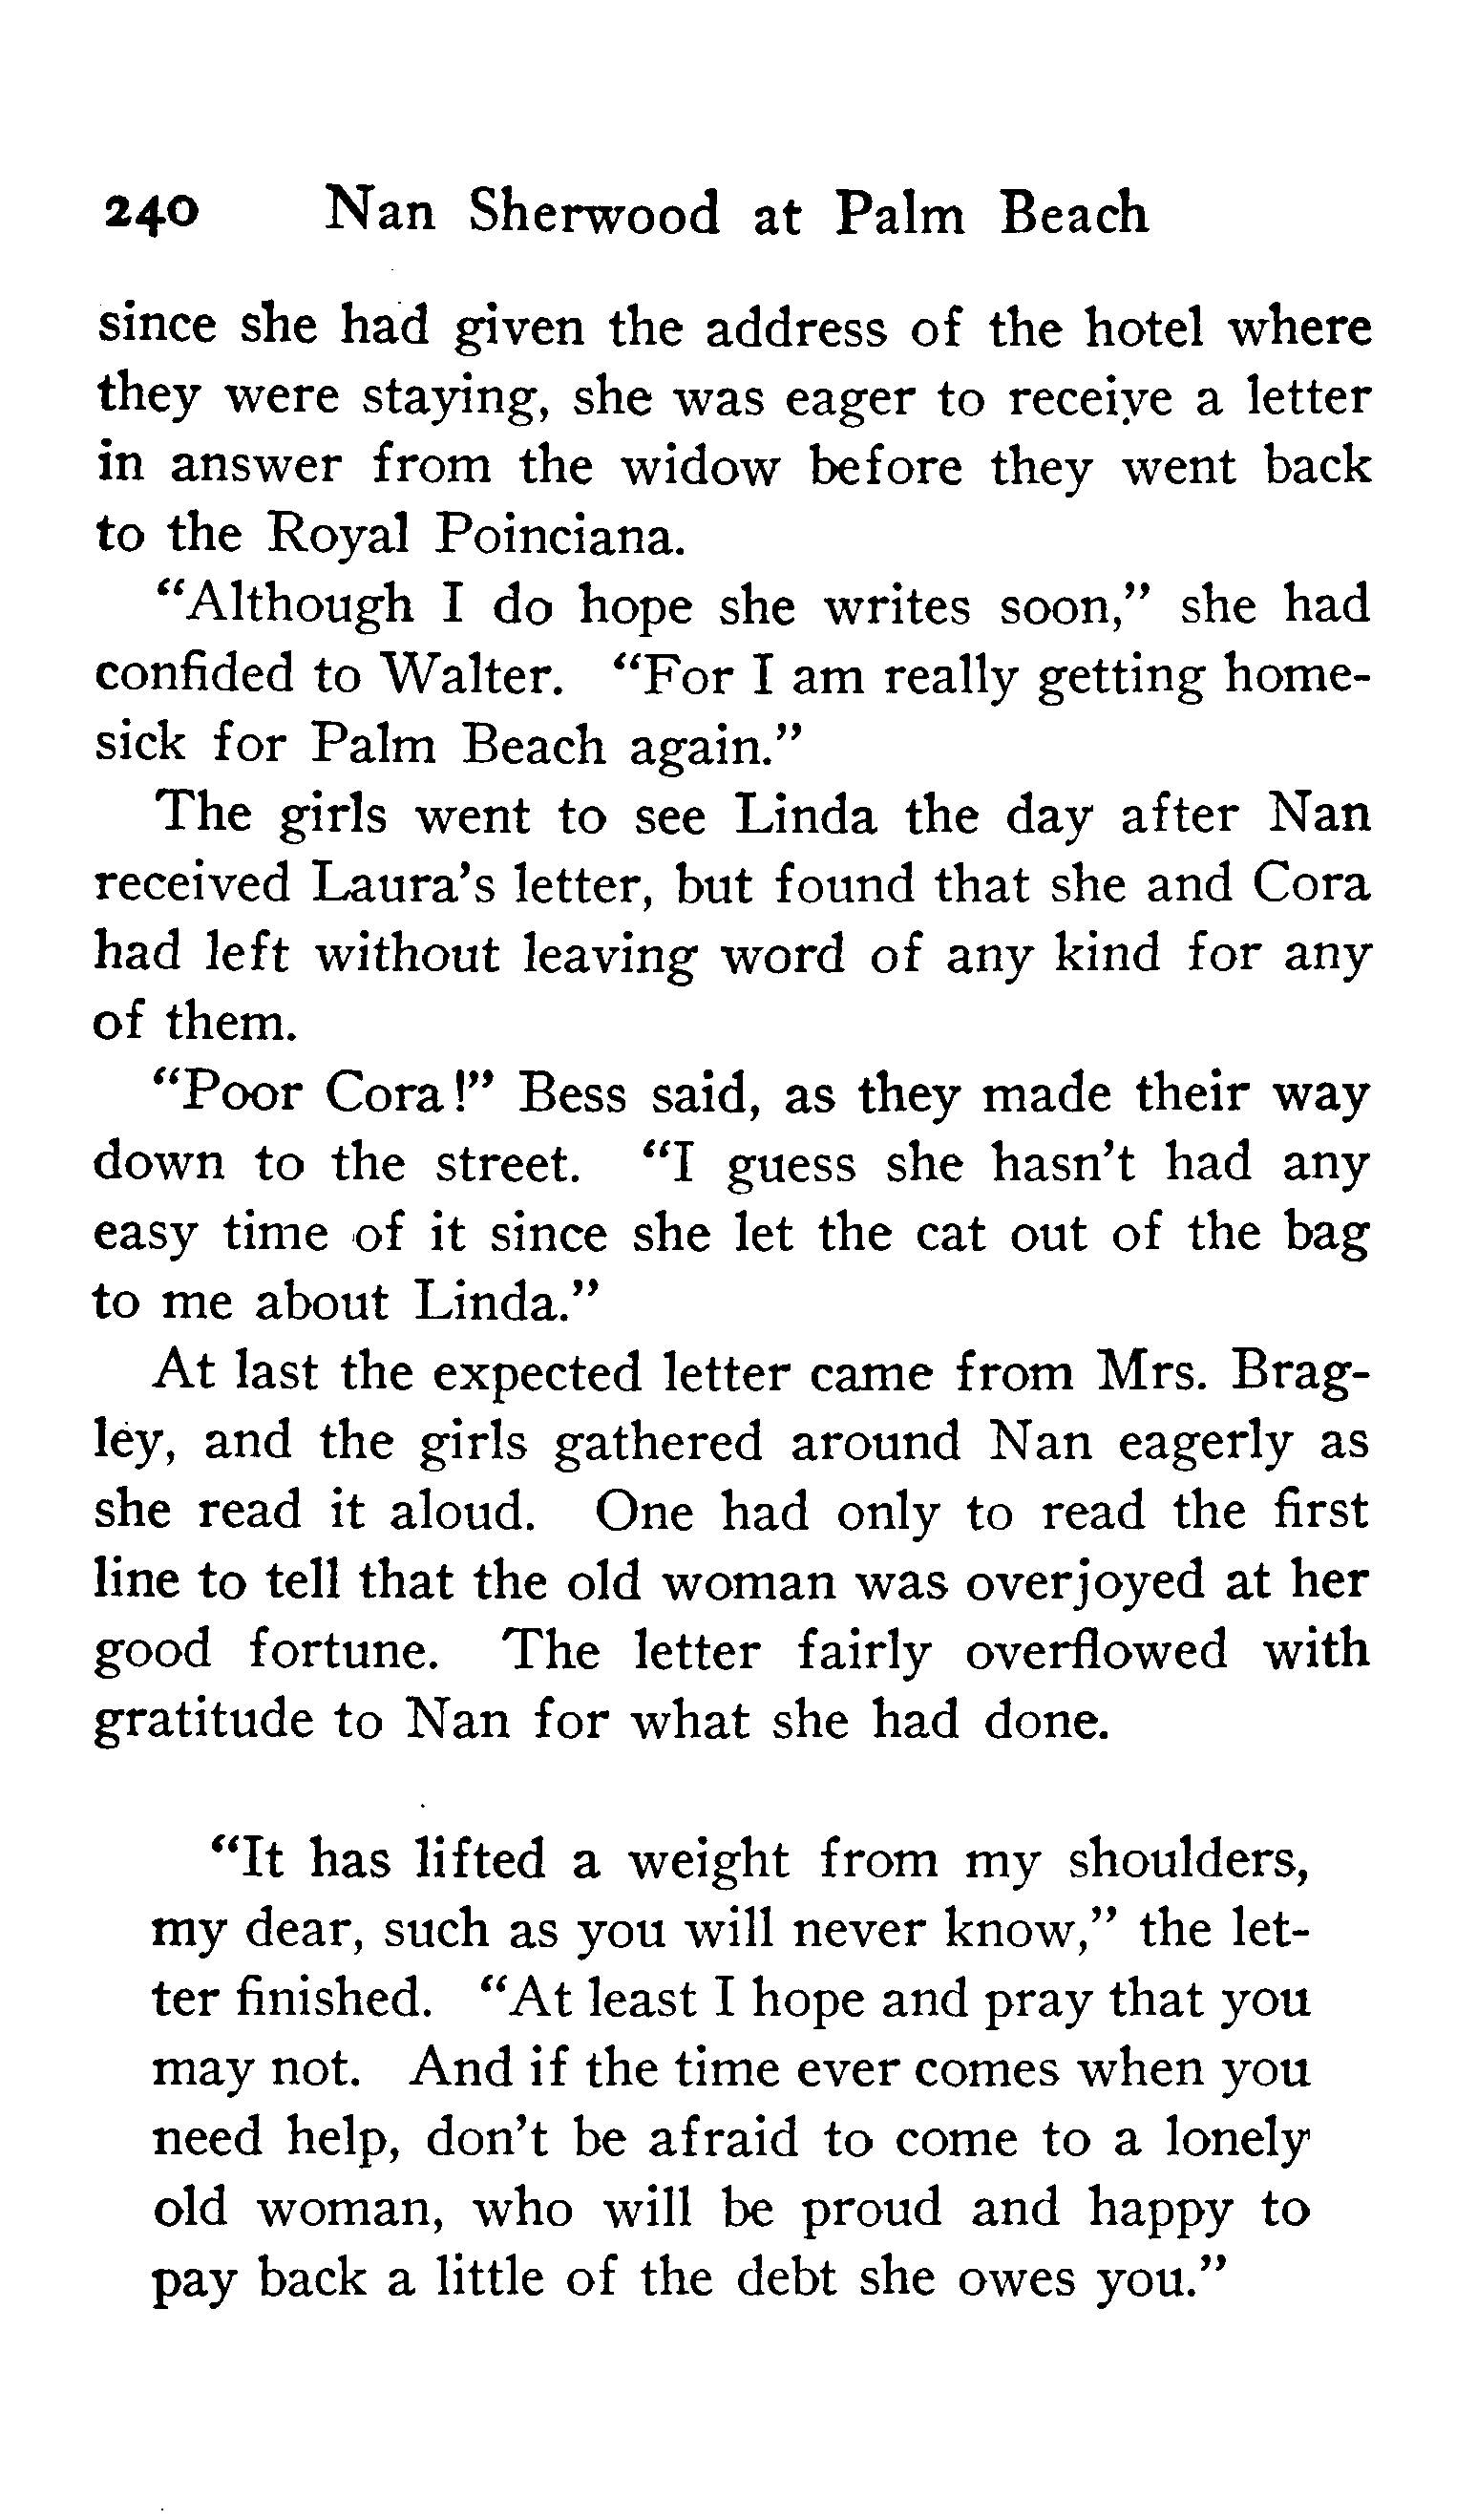 240 Nan Sherwood at Palm Beach
since she had given the address of the hotel where
they were staying, she was eager to receive a letter
in answer from the widow before they went back
to the Royal Poinciana.
"Although I do hope she writes soon," she had
confided to Walter. "For I am really getting home-
sick for Palm Beach again."
The girls went to see Linda the day after Nan
received Laura's letter, but found that she and Cora
had left without leaving word of any kind for any
of them.
"Poor Cora!" Bess said, as they made their way
down to the street. "I guess she hasn't had any
easy time of it since she let the cat out of the bag
to me about Linda."
At last the expected letter came from Mrs. Brag-
ley, and the girls gathered around Nan eagerly as
she read it aloud. One had only to read the first
line to tell that the old woman was overjoyed at her
good fortune. The letter fairly overflowed with
gratitude to Nan for what she had done.
"It has lifted a weight from my shoulders,
my dear, such as you will never know," the let-
ter finished. "At least I hope and pray that you
may not. And if the time ever comes when you
need help, don't be afraid to come to a lonely
old woman, who will be proud and happy to
pay back a little of the debt she owes you."